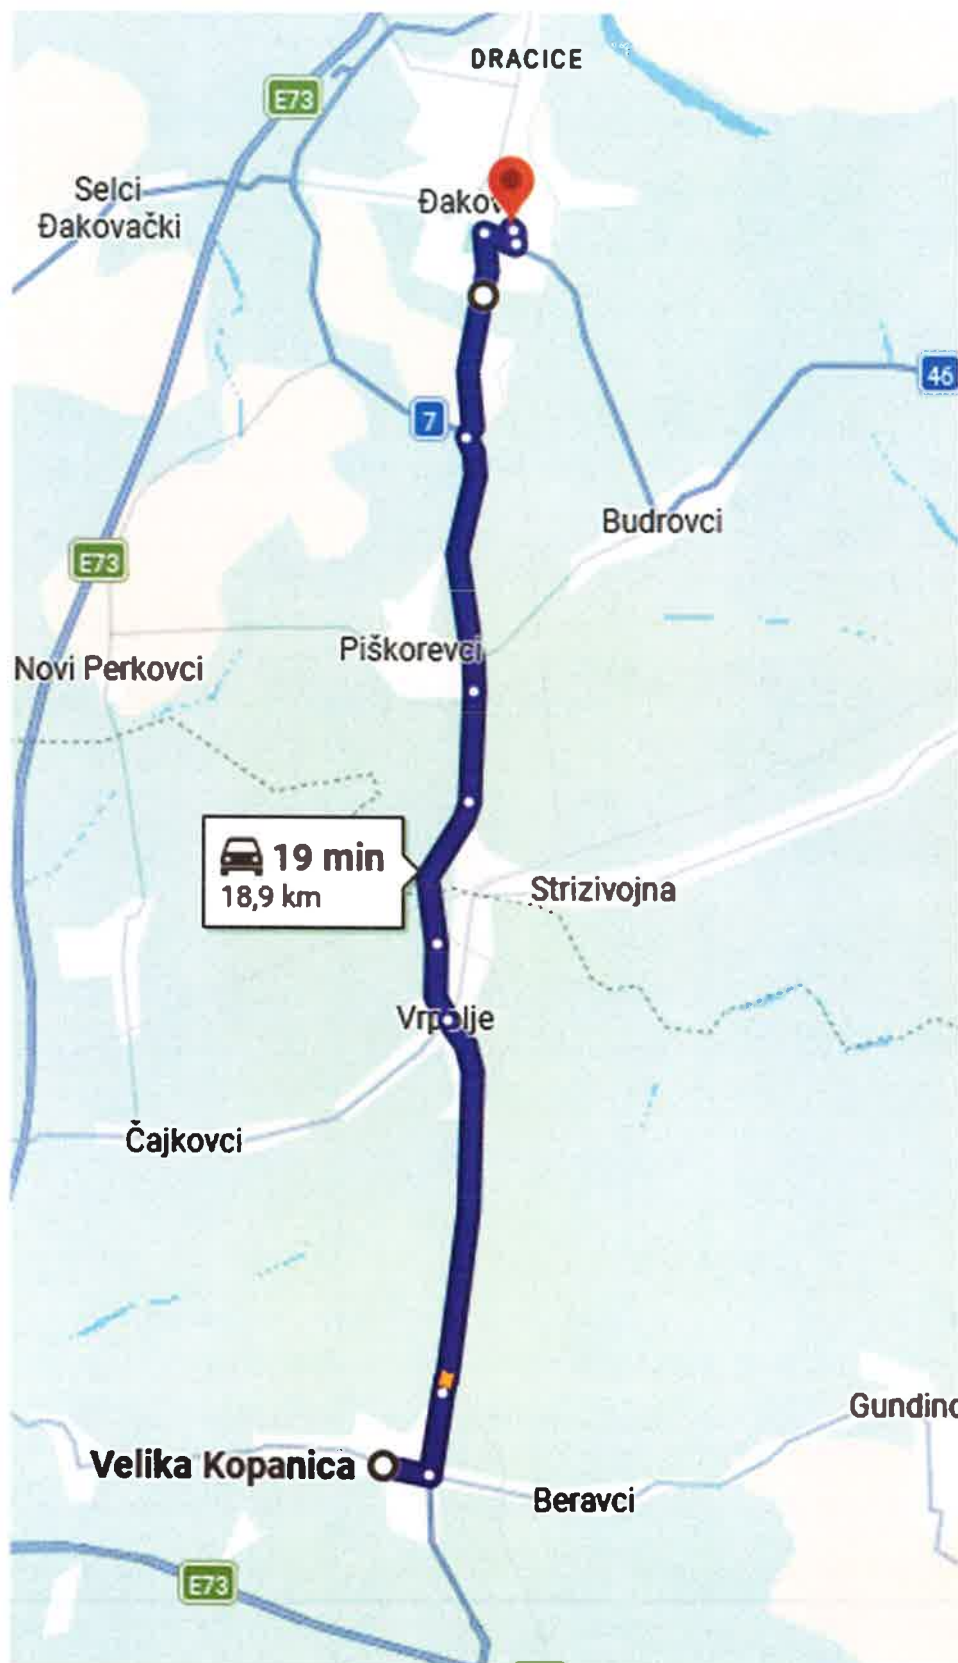 DRACICE
E73
Selci
Đakovački
Đakov
46
7
Budrovci
E73
Piškorevci
Novi Perkovci
19 min
18,9 km
Strizivojna
Vrpolje
Čajkovci
Gundinc
Velika Kopanica
Beravci
E73